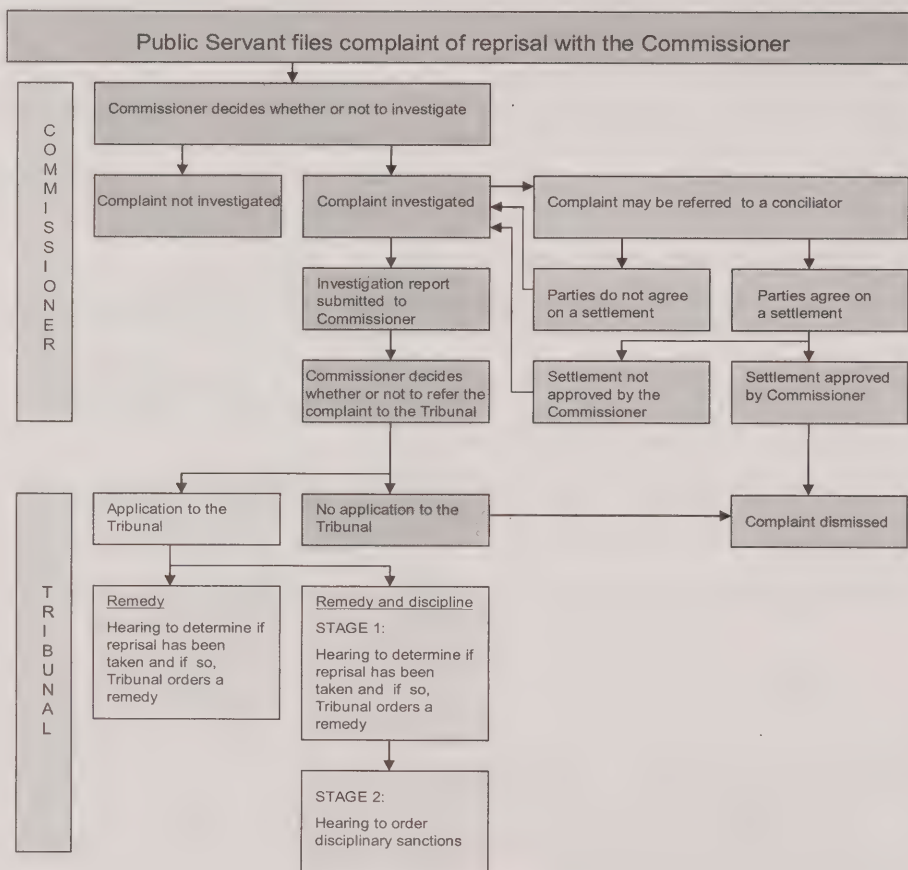 Public Servant files complaint of reprisal with the Commissioner
COMMISSIONER
Commissioner decides whether or not to investigate
Complaint not investigated
Complaint investigated
Complaint may be referred to a conciliator
Investigation report
submitted to
Commissioner
Parties do not agree
on a settlement
Parties agree on
a settlement
Commissioner decides
whether or not to refer the
complaint to the Tribunal
Settlement not
approved by the
Commissioner
Settlement approved
by Commissioner
TRIBUNAL
Application to the
Tribunal
No application to the
Tribunal
Complaint dismissed
Remedy
Hearing to determine if
reprisal has been
taken and if so,
Tribunal orders a
remedy
Remedy and discipline
STAGE 1:
Hearing to determine if
reprisal has been
taken and if so,
Tribunal orders a
remedy
STAGE 2:
Hearing to order
disciplinary sanctions